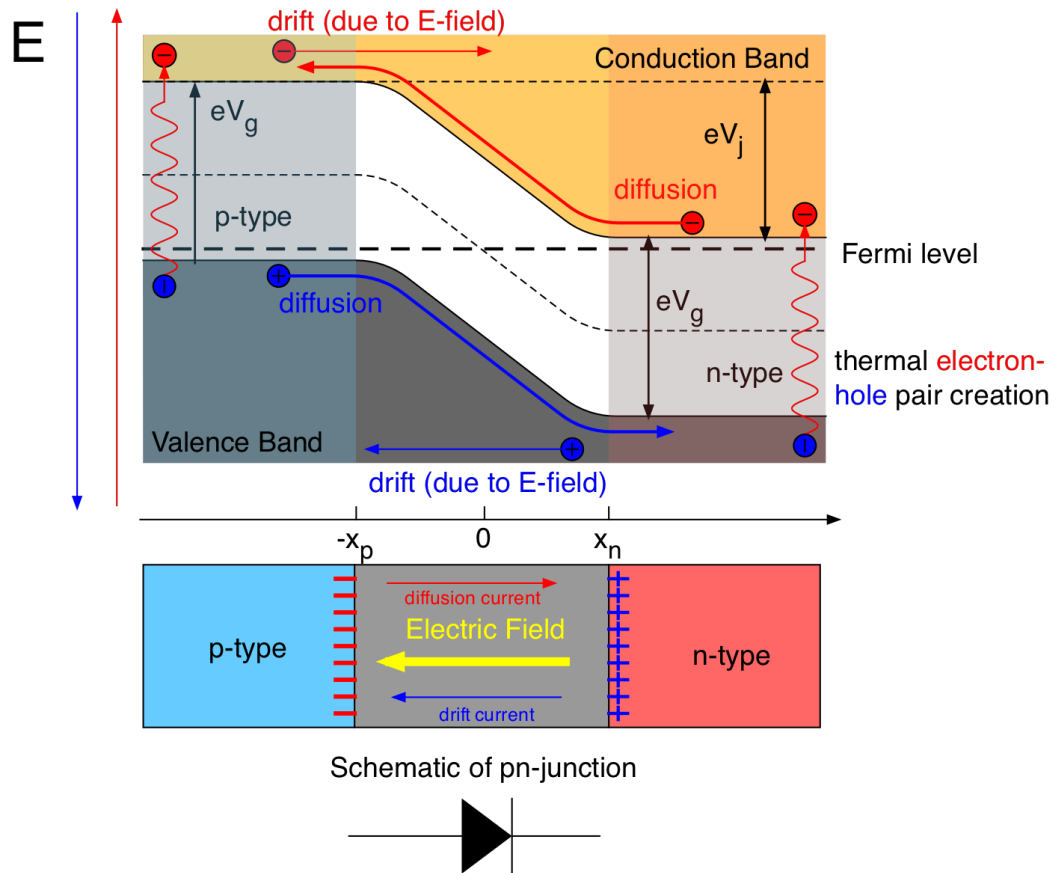 E
drift (due to E-field)
Conduction Band
eVg
eVj
diffusion
p-type
Fermi level
diffusion
eVg
n-type
thermal electron-
hole pair creation
Valence Band
drift (due to E-field)
-xp
0
xn
diffusion current
Electric Field
p-type
n-type
drift current
Schematic of pn-junction